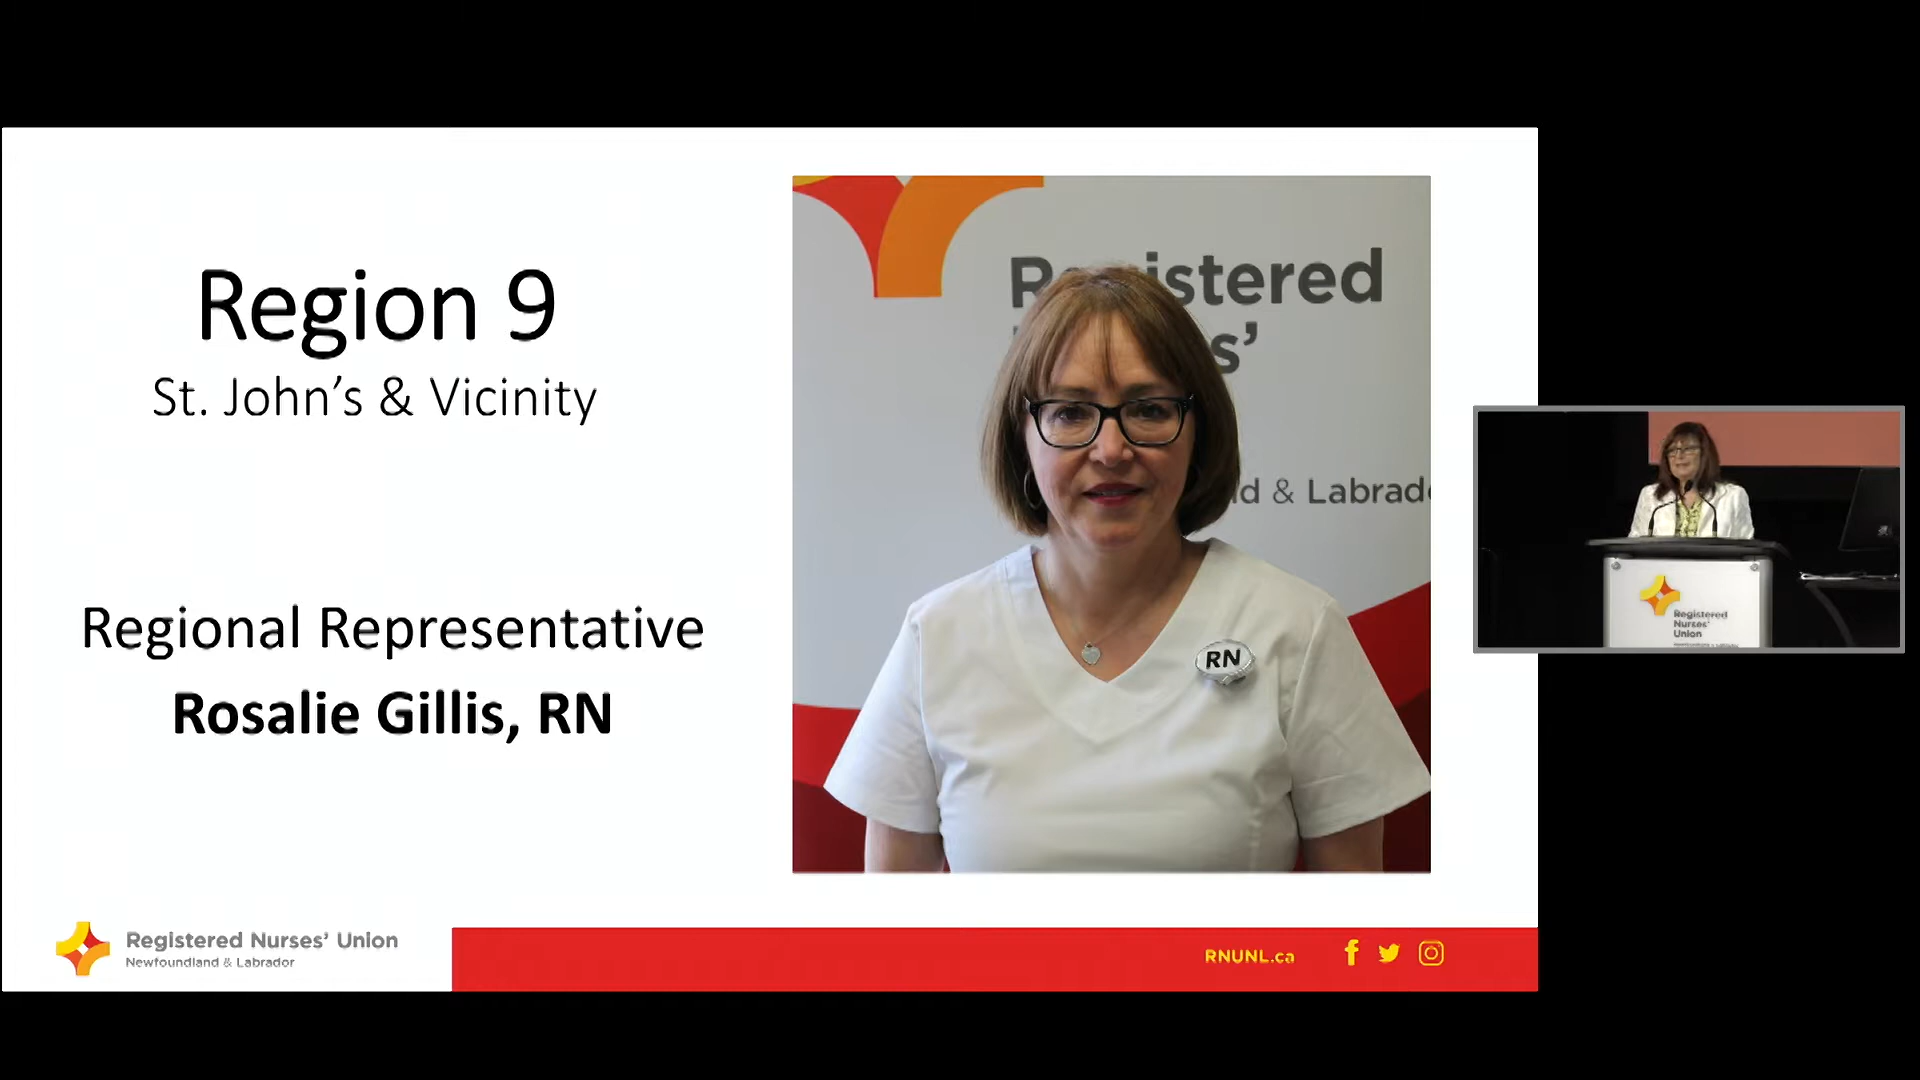 Region 9
St. John's & Vicinity
Regional Representative
Rosalie Gillis, RN
Registered
s'
d & Labrad
RN
Registered Nurses' Union
Newfoundland & Labrador
RNUNL.ca
Registered
Nurses'
Union